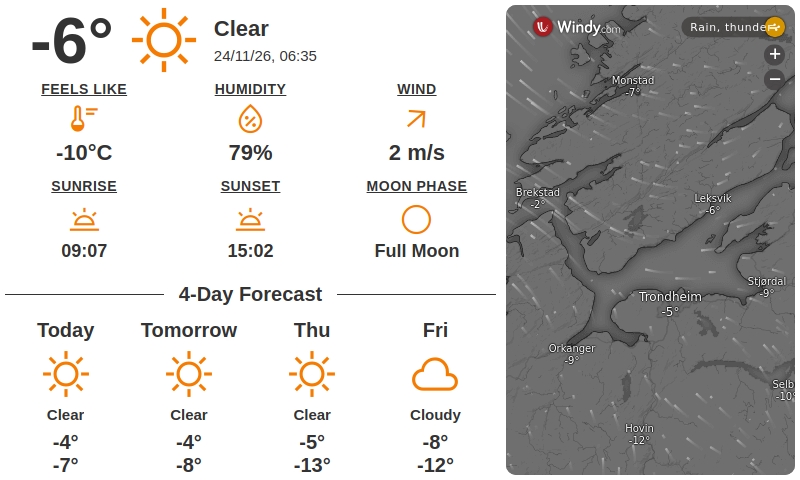 -6°
Clear
24/11/26, 06:35
FEELS LIKE
HUMIDITY
WIND
-10°C
79%
2 m/s
SUNRISE
SUNSET
MOON PHASE
09:07
15:02
Full Moon
4-Day Forecast
Today
Tomorrow
Thu
Fri
Clear
Clear
Clear
Cloudy
-4°
-4°
-5°
-8°
-7°
-8°
-13°
-12°
Windy.com
Rain, thunde
+
−
Monstad
-7°
Brekstad
-2°
Leksvik
-6°
Stjørdal
-9°
Trondheim
-5°
Orkanger
-9°
Selb
-10°
Hovin
-12°